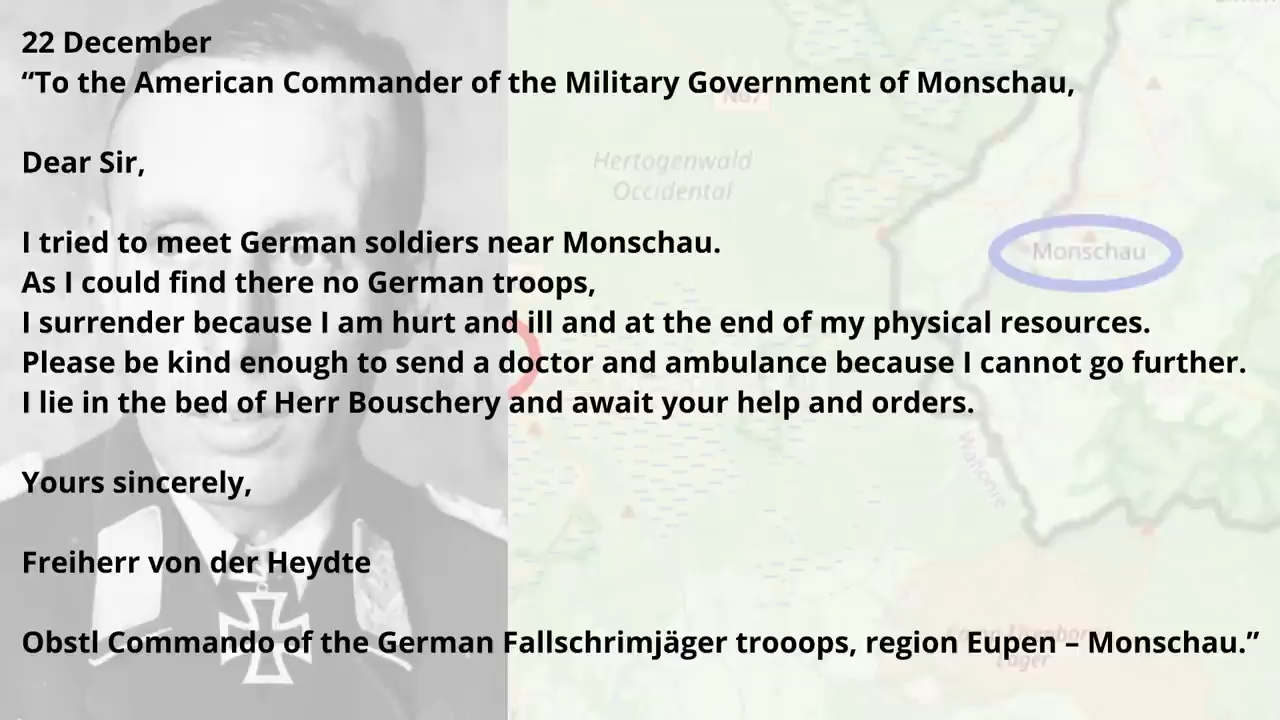 22 December
“To the American Commander of the Military Government of Monschau,
Dear Sir,
I tried to meet German soldiers near Monschau.
As I could find there no German troops,
I surrender because I am hurt and ill and at the end of my physical resources.
Please be kind enough to send a doctor and ambulance because I cannot go further.
I lie in the bed of Herr Bouschery and await your help and orders.
Yours sincerely,
Freiherr von der Heydte
Obstl Commando of the German Fallschrimjäger trooops, region Eupen – Monschau.”
Hertogenwald
Occidental
Monschau
Wallonie
Lager